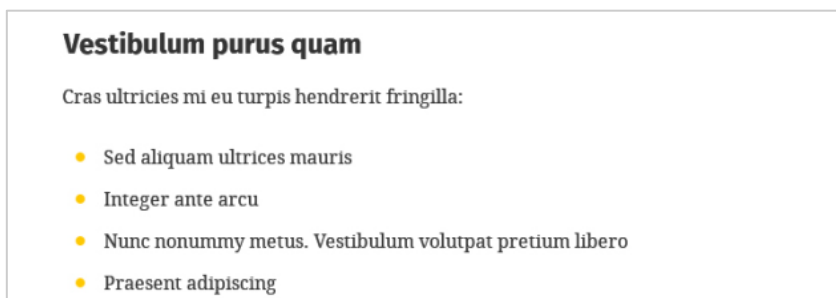 Vestibulum purus quam
Cras ultricies mi eu turpis hendrerit fringilla:
Sed aliquam ultrices mauris
Integer ante arcu
Nunc nonummy metus. Vestibulum volutpat pretium libero
Praesent adipiscing